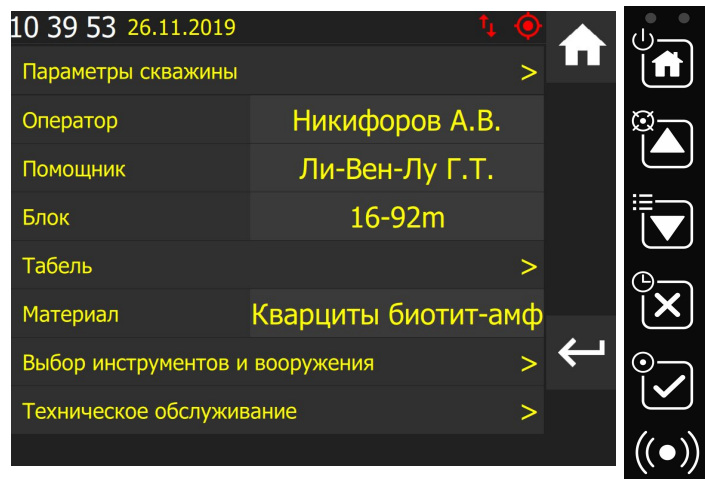 10 39 53 26.11.2019
Параметры скважины >
Оператор Никифоров А.В.
Помощник Ли-Вен-Лу Г.Т.
Блок 16-92m
Табель >
Материал Кварциты биотит-амф
Выбор инструментов и вооружения >
Техническое обслуживание >